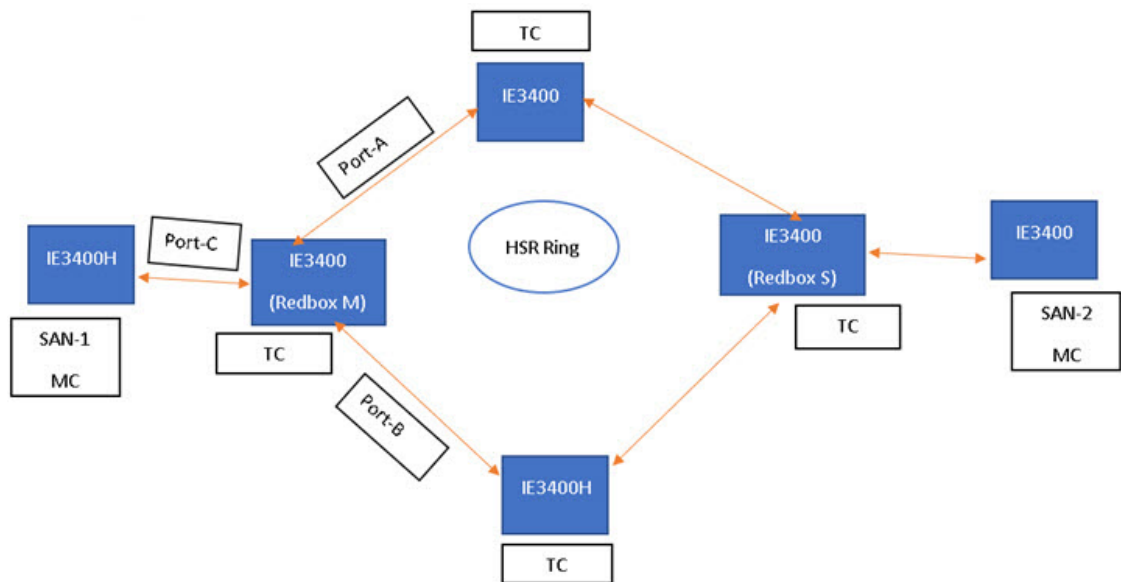 TC
IE3400
Port-A
Port-C
HSR Ring
IE3400H
IE3400
(Redbox M)
IE3400
(Redbox S)
IE3400
SAN-1
MC
TC
TC
SAN-2
MC
Port-B
IE3400H
TC